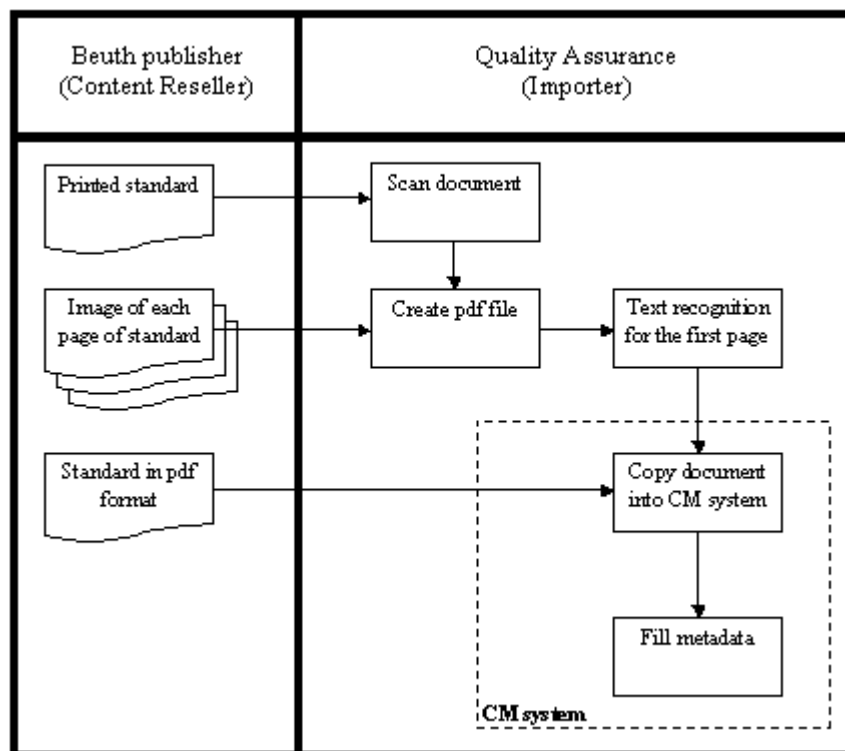 Beuth publisher
(Content Reseller)
Quality Assurance
(Importer)
Printed standard
Scan document
Image of each
page of standard
Create pdf file
Text recognition
for the first page
Standard in pdf
format
Copy document
into CM system
Fill metadata
CM system